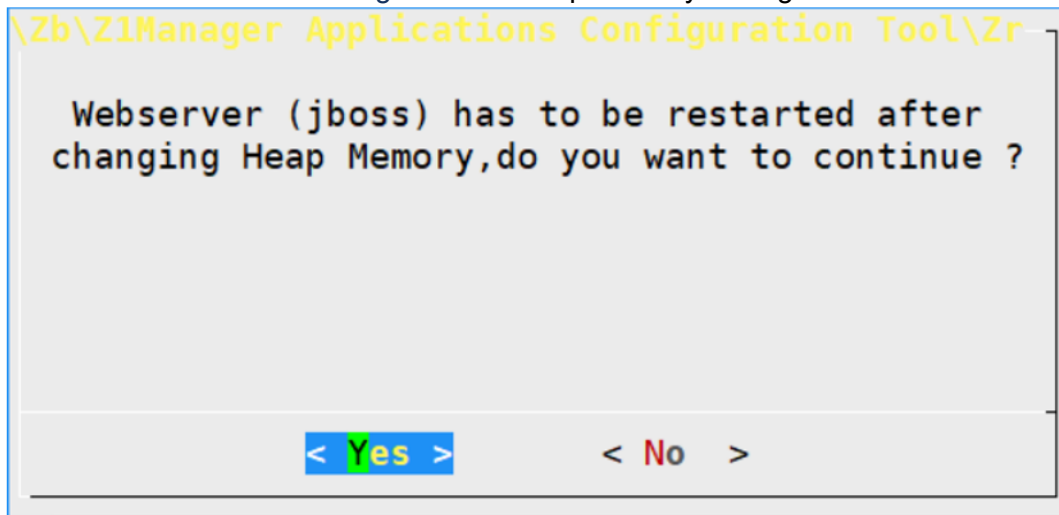 \Zb\Z1Manager Applications Configuration Tool\Zr
Webserver (jboss) has to be restarted after
changing Heap Memory,do you want to continue ?
< Yes > < No >